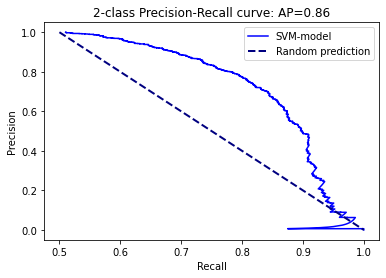 2-class Precision-Recall curve: AP=0.86
SVM-model
Random prediction
Precision
1.0
0.8
0.6
0.4
0.2
0.0
0.5 0.6 0.7 0.8 0.9 1.0
Recall